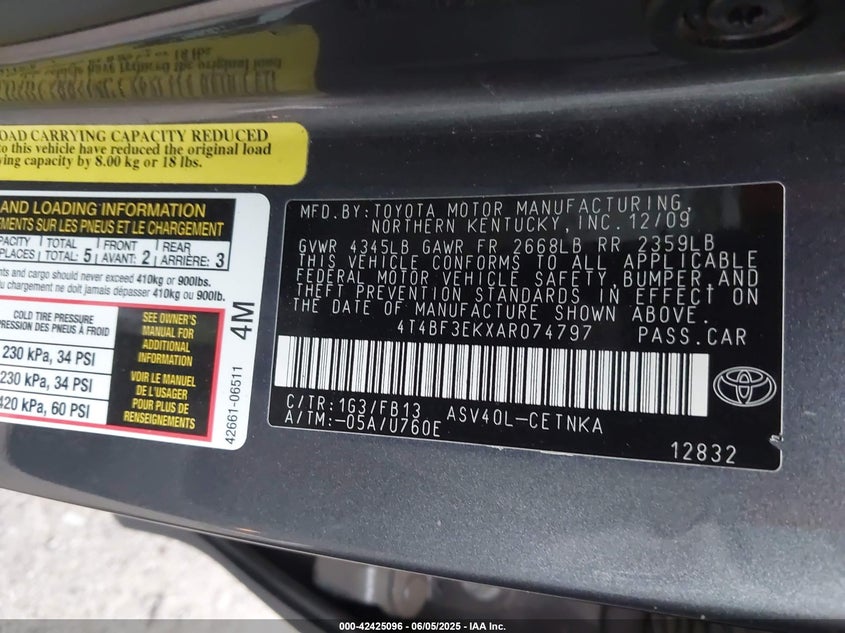 LOAD CARRYING CAPACITY REDUCED
to this vehicle have reduced the original load
carrying capacity by 8.00 kg or 18 lbs.
AND LOADING INFORMATION
SUR LES PNEUS ET LE CHARGEMENT
TOTAL FRONT REAR
PLACES TOTAL: 5 AVANT: 2 ARRIÈRE: 3
and cargo should never exceed 410kg or 900lbs.
chargement ne doit jamais dépasser 410kg ou 900lb.
COLD TIRE PRESSURE
PRESSION DES PNEUS À FROID
230 kPa, 34 PSI
230 kPa, 34 PSI
420 kPa, 60 PSI
SEE OWNER'S
MANUAL FOR
ADDITIONAL
INFORMATION
VOIR LE MANUEL
DE L'USAGER
POUR PLUS DE
RENSEIGNEMENTS
4M
42661-06511
MFD.BY:TOYOTA MOTOR MANUFACTURING,
NORTHERN KENTUCKY,INC.12/09
GVWR 4345LB GAWR FR 2668LB RR 2359LB
THIS VEHICLE CONFORMS TO ALL APPLICABLE
FEDERAL MOTOR VEHICLE SAFETY,BUMPER,AND
THEFT PREVENTION STANDARDS IN EFFECT ON
THE DATE OF MANUFACTURE SHOWN ABOVE.
4T4BF3EKXAR074797 PASS.CAR
C/TR:1G3/FB13 ASV40L-CETNKA
A/TM:-05A/U760E
12832
TOYOTA
000-42425096 - 06/05/2025 - IAA Inc.